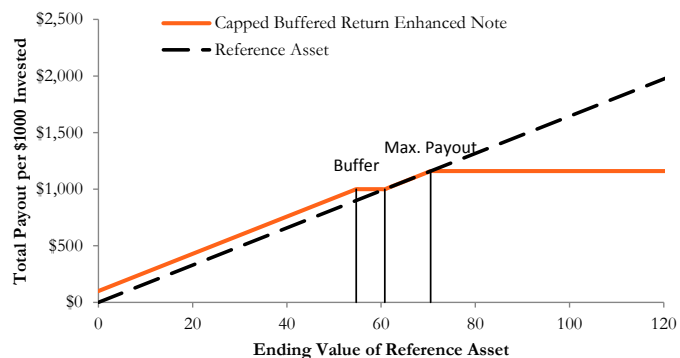 $2,500
Capped Buffered Return Enhanced Note
Reference Asset
$2,000
$1,500
Max. Payout
Buffer
$1,000
$500
$0
0 20 40 60 80 100 120
Total Payout per $1000 Invested
Ending Value of Reference Asset